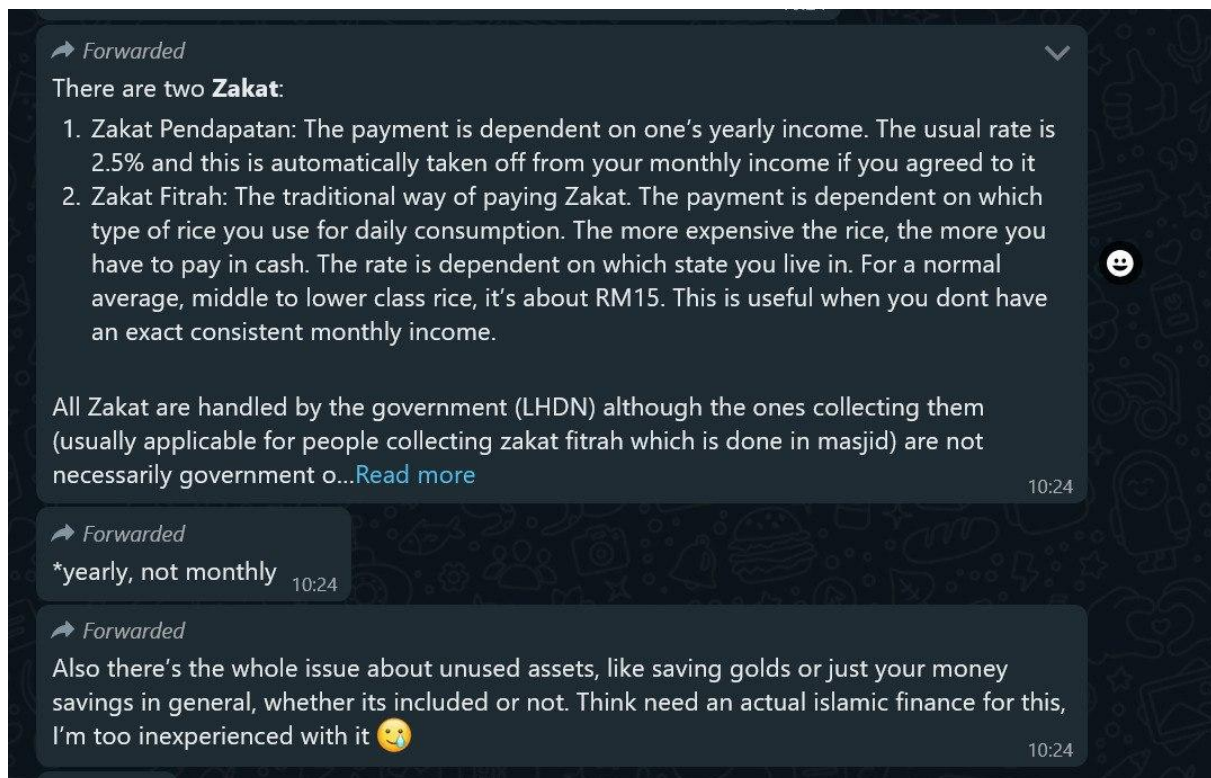 Forwarded
There are two Zakat:
1. Zakat Pendapatan: The payment is dependent on one’s yearly income. The usual rate is
2.5% and this is automatically taken off from your monthly income if you agreed to it
2. Zakat Fitrah: The traditional way of paying Zakat. The payment is dependent on which
type of rice you use for daily consumption. The more expensive the rice, the more you
have to pay in cash. The rate is dependent on which state you live in. For a normal
average, middle to lower class rice, it’s about RM15. This is useful when you dont have
an exact consistent monthly income.
All Zakat are handled by the government (LHDN) although the ones collecting them
(usually applicable for people collecting zakat fitrah which is done in masjid) are not
necessarily government o...Read more
10:24
Forwarded
*yearly, not monthly 10:24
Forwarded
Also there’s the whole issue about unused assets, like saving golds or just your money
savings in general, whether its included or not. Think need an actual islamic finance for this,
I’m too inexperienced with it 🥲
10:24